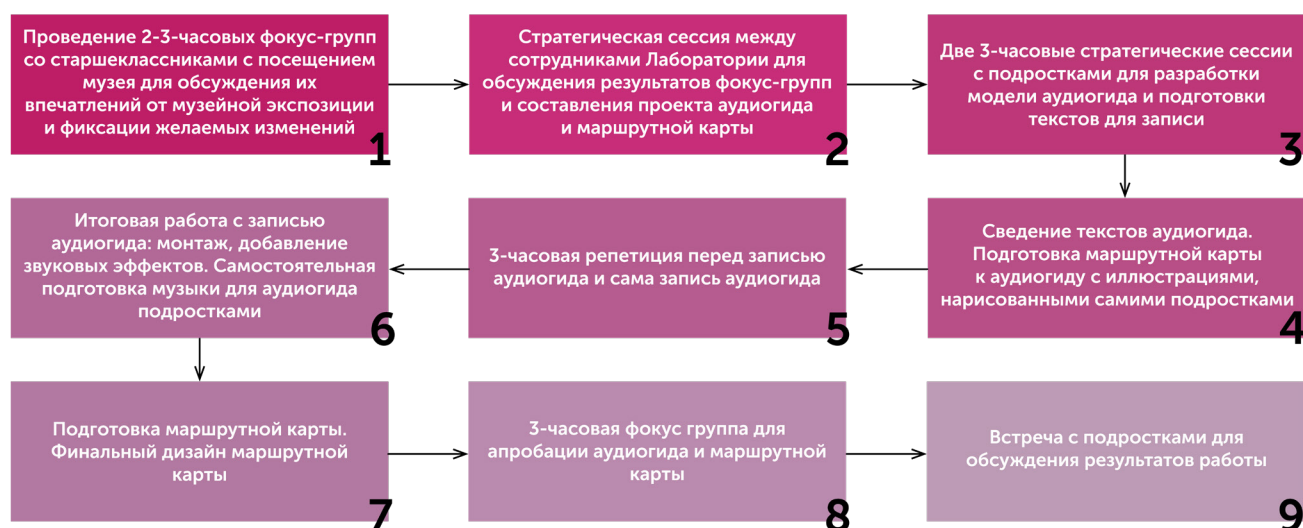 Проведение 2-3-часовых фокус-групп
со старшеклассниками с посещением
музея для обсуждения их
впечатлений от музейной экспозиции
и фиксации желаемых изменений
1
Стратегическая сессия между
сотрудниками Лаборатории для
обсуждения результатов фокус-групп
и составления проекта аудиогида
и маршрутной карты
2
Две 3-часовые стратегические сессии
с подростками для разработки
модели аудиогида и подготовки
текстов для записи
3
Сведение текстов аудиогида.
Подготовка маршрутной карты
к аудиогиду с иллюстрациями,
нарисованными самими подростками
4
3-часовая репетиция перед записью
аудиогида и сама запись аудиогида
5
Итоговая работа с записью
аудиогида: монтаж, добавление
звуковых эффектов. Самостоятельная
подготовка музыки для аудиогида
подростками
6
Подготовка маршрутной карты.
Финальный дизайн маршрутной
карты
7
3-часовая фокус группа для
апробации аудиогида и маршрутной
карты
8
Встреча с подростками для
обсуждения результатов работы
9